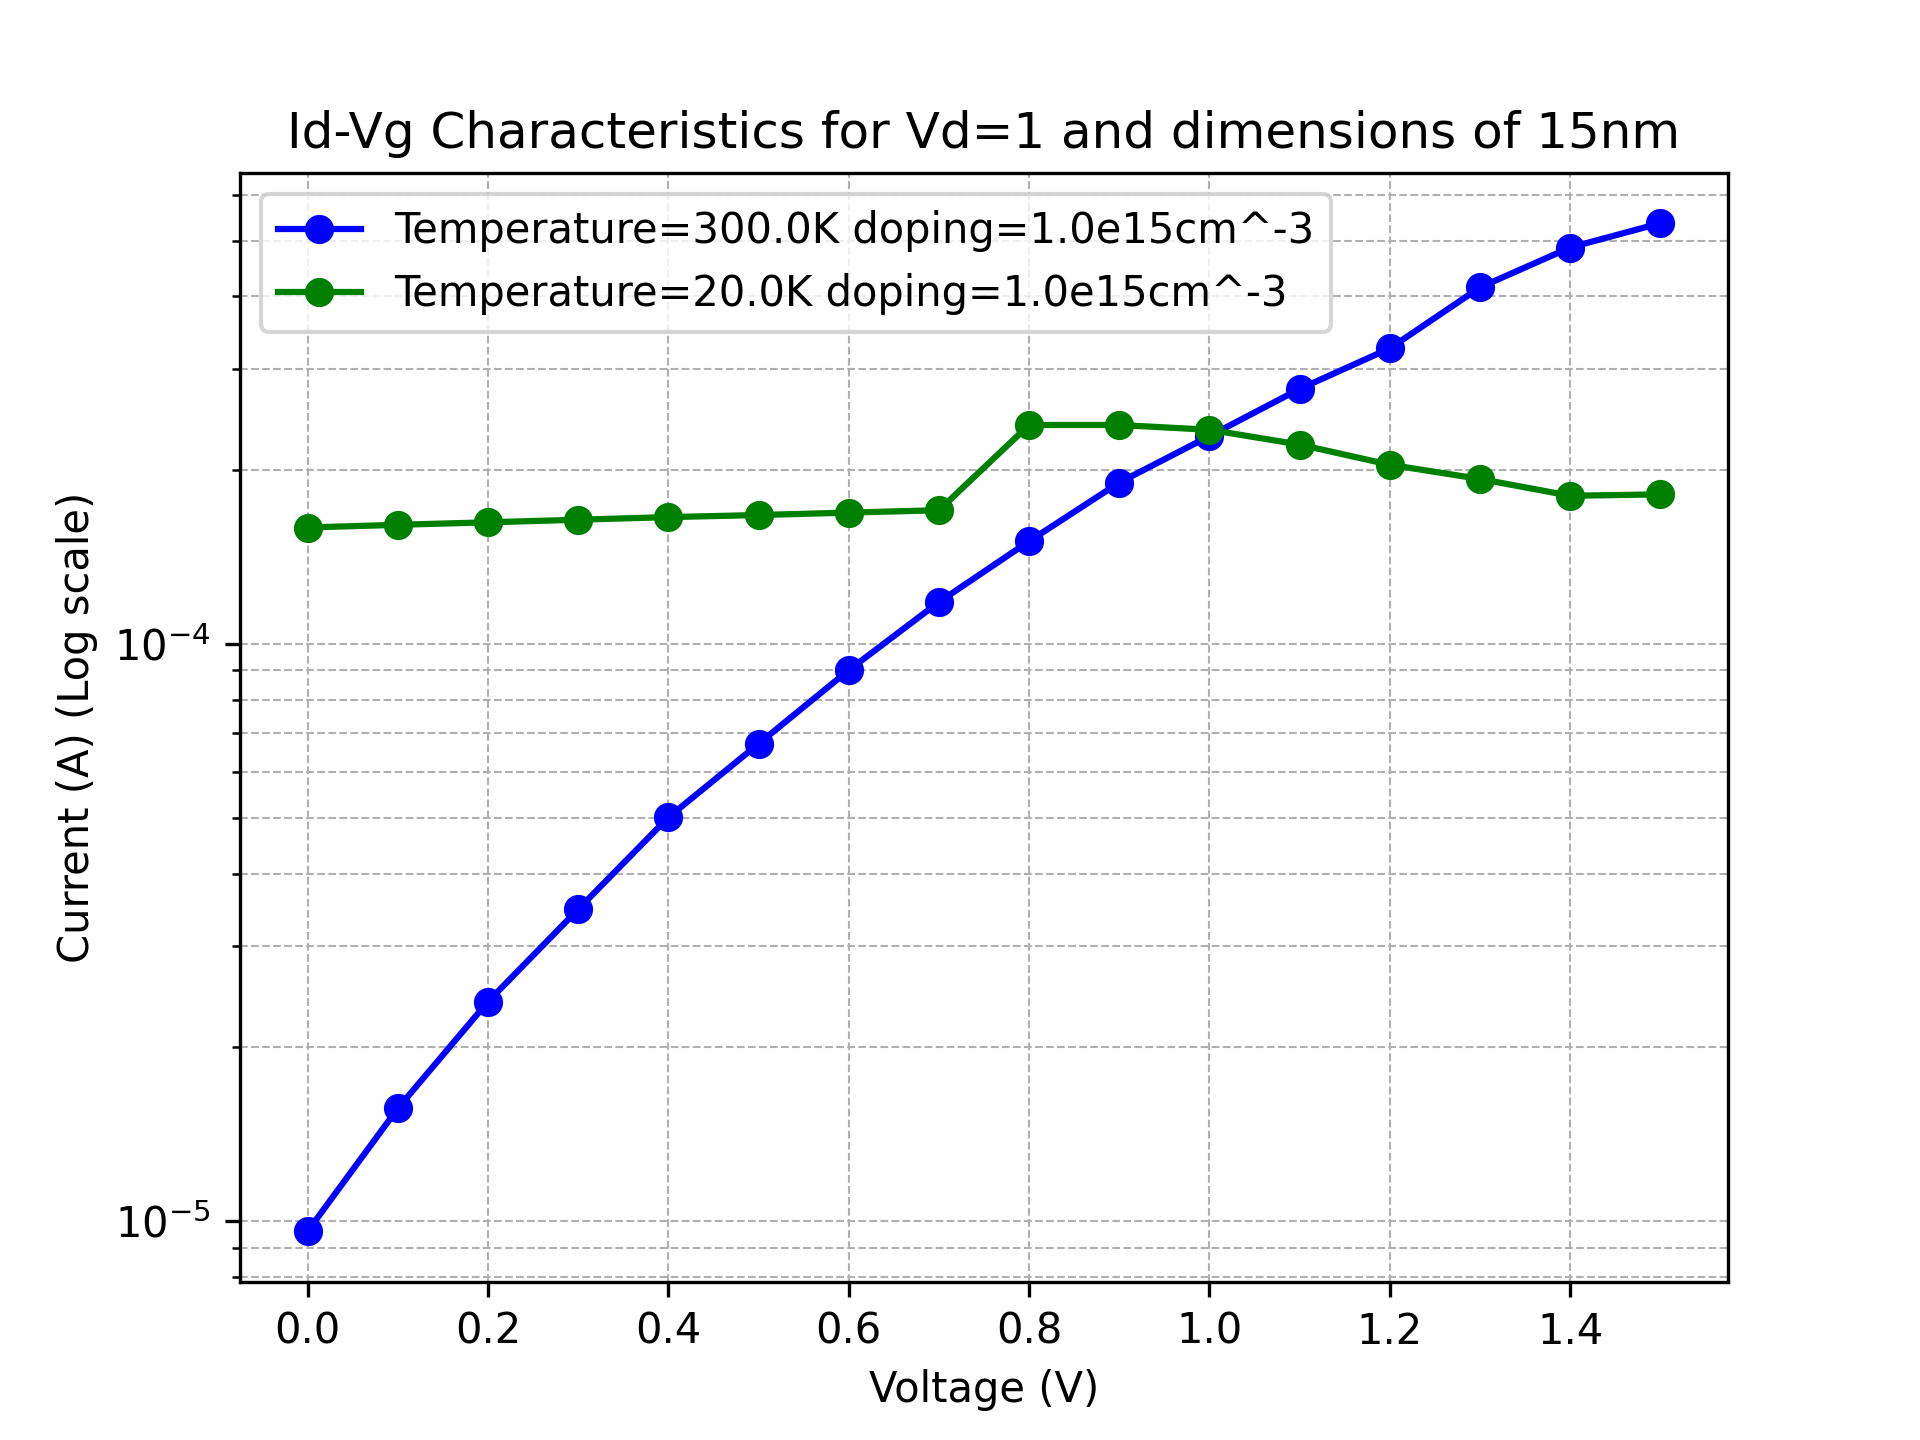 Id-Vg Characteristics for Vd=1 and dimensions of 15nm
Temperature=300.0K doping=1.0e15cm^-3
Temperature=20.0K doping=1.0e15cm^-3
Current (A) (Log scale)
10⁻⁴
10⁻⁵
0.0 0.2 0.4 0.6 0.8 1.0 1.2 1.4
Voltage (V)